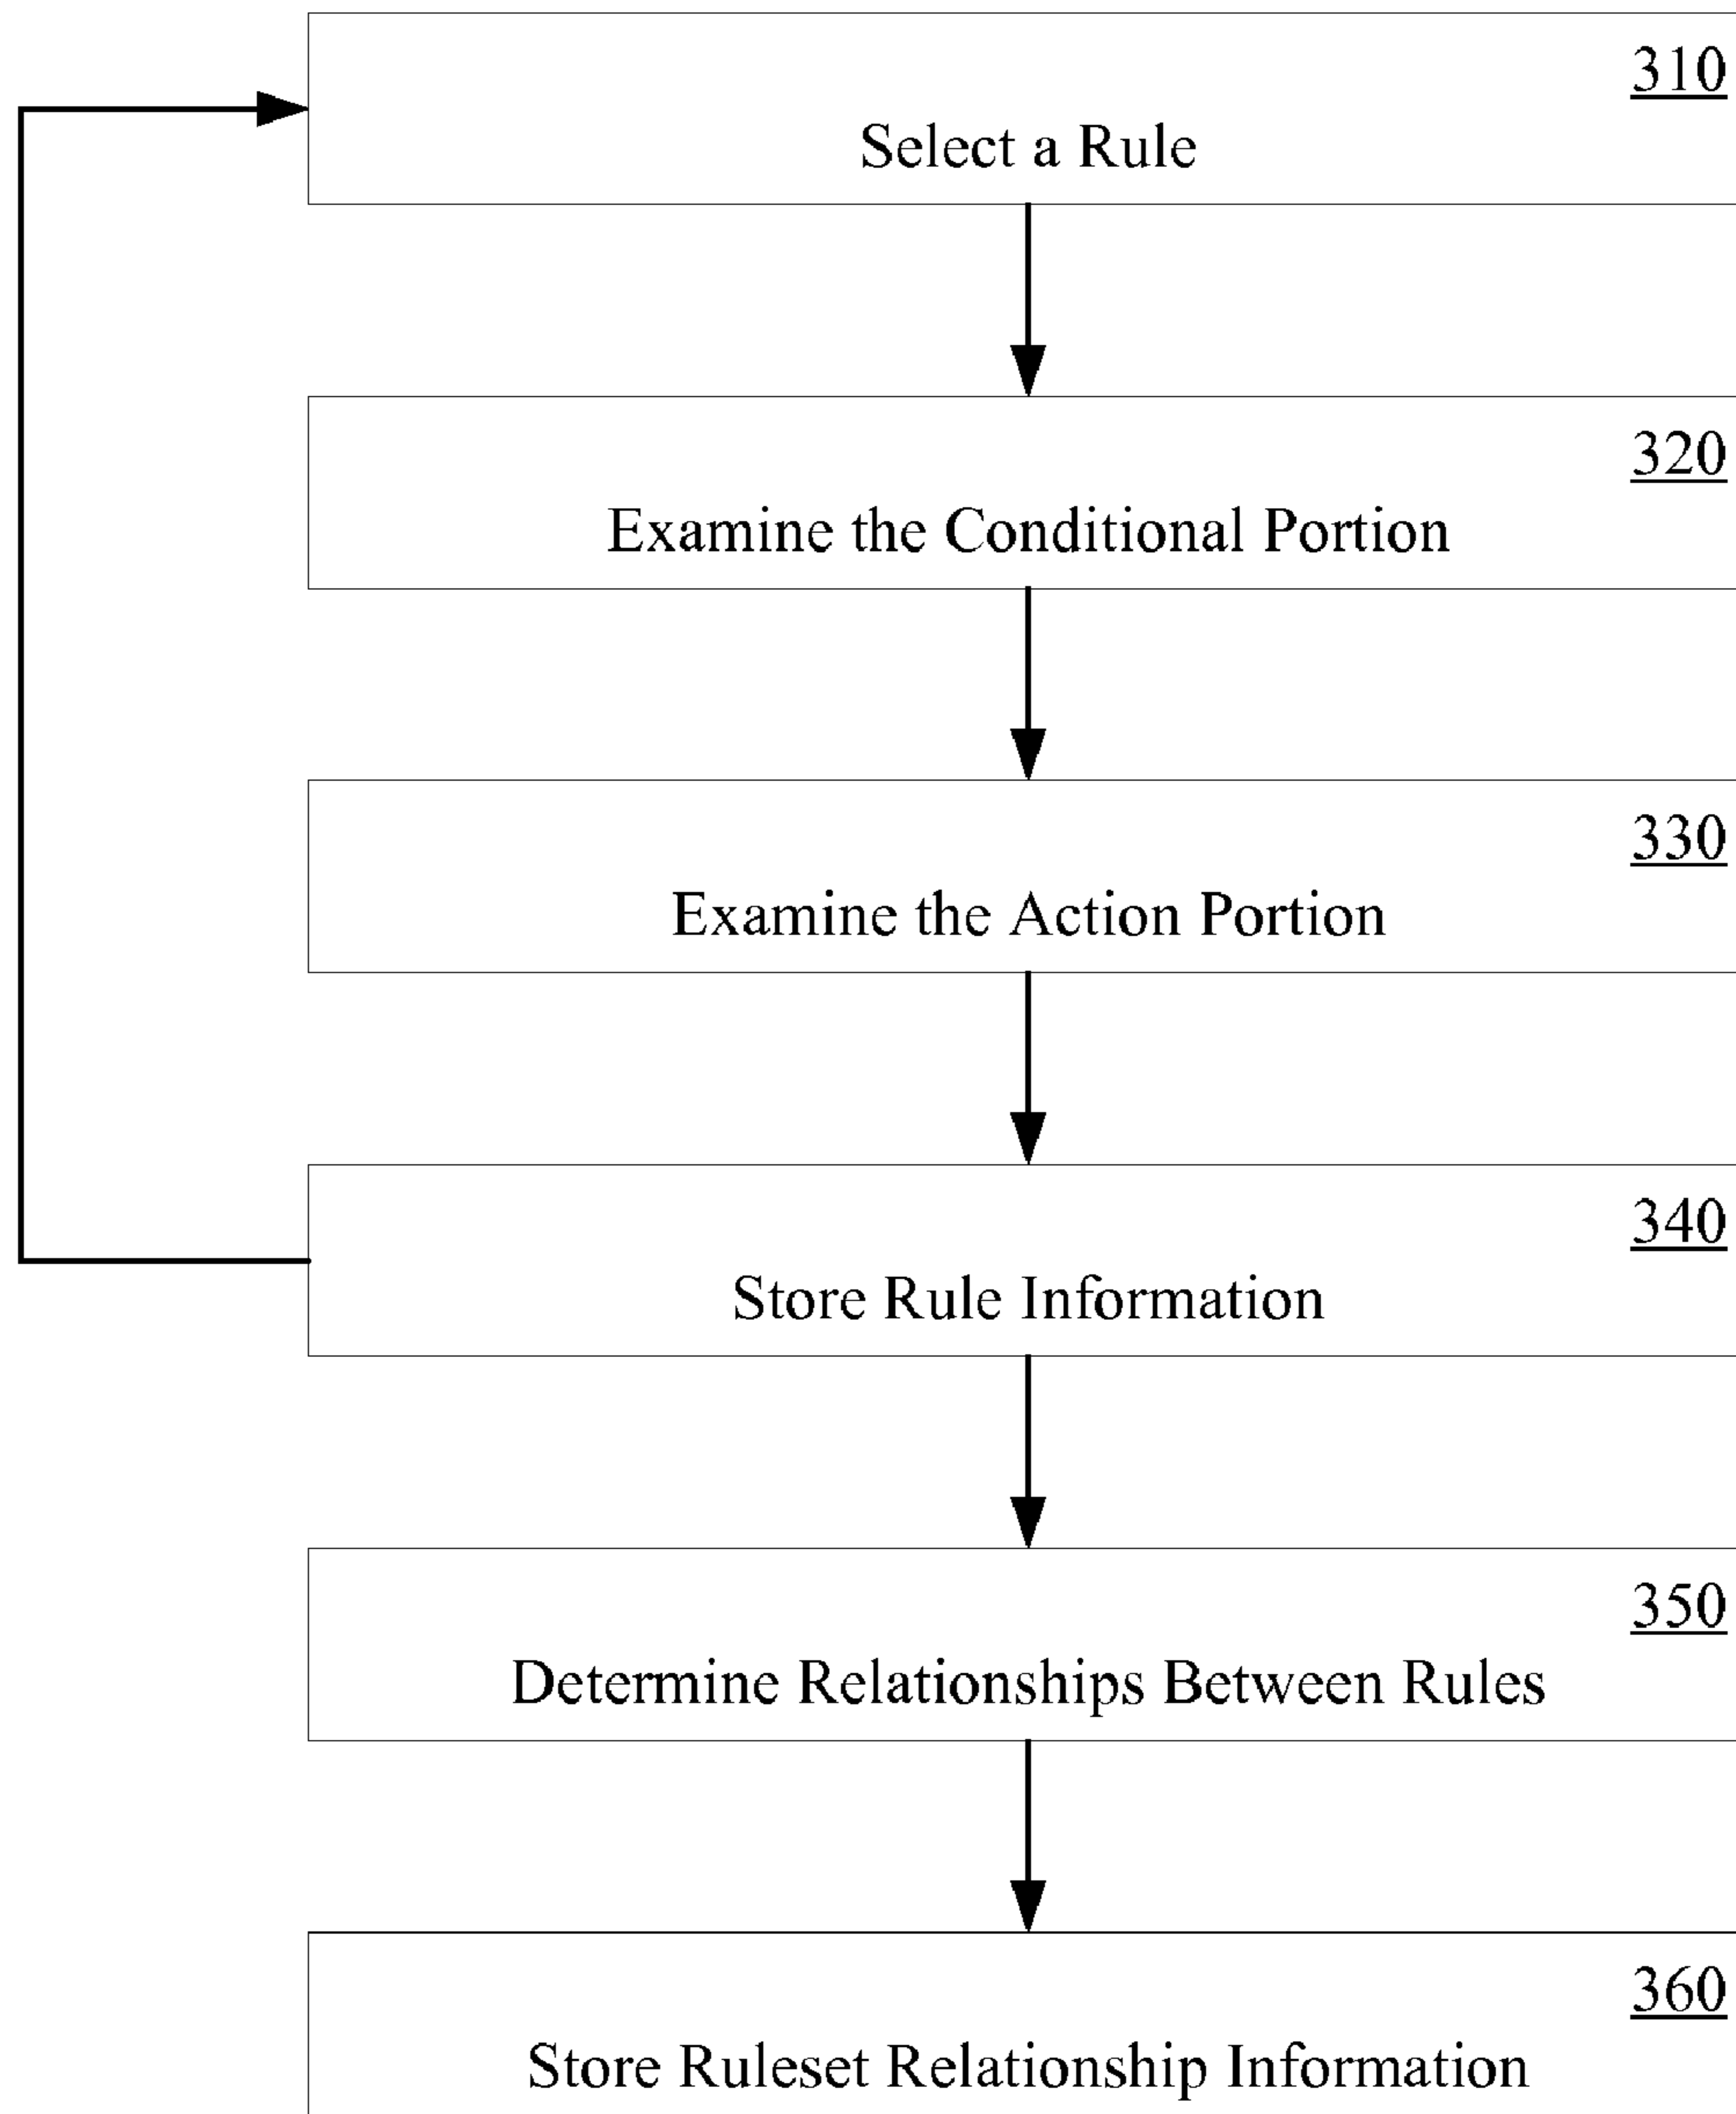 310
Select a Rule
320
Examine the Conditional Portion
330
Examine the Action Portion
340
Store Rule Information
350
Determine Relationships Between Rules
360
Store Ruleset Relationship Information